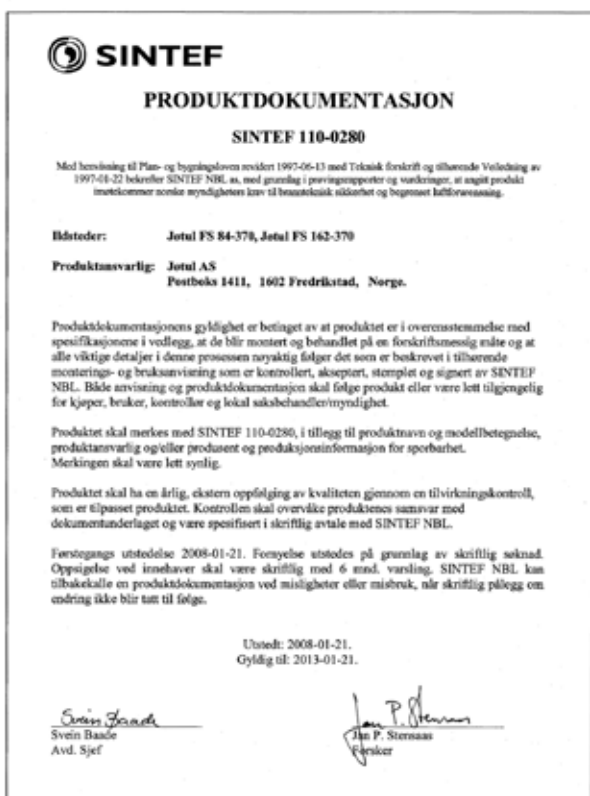 SINTEF
PRODUKTDOKUMENTASJON
SINTEF 110-0280
Med henvisning til Plan- og bygningsloven revidert 1997-06-13 med Teknisk forskrift og tilhørende Veiledning av
1997-01-22 bekrefter SINTEF NBL as, med grunnlag i prøvingsrapporter og vurderinger, at angitt produkt
imøtekommer norske myndigheters krav til brannteknisk sikkerhet og begrenset luftforurensning.
Ildsteder: Jøtul FS 84-370, Jøtul FS 162-370
Produktansvarlig: Jøtul AS
Postboks 1411, 1602 Fredrikstad, Norge.
Produktdokumentasjonens gyldighet er betinget av at produktet er i overensstemmelse med
spesifikasjonene i vedlegg, at de blir montert og behandlet på en forskriftsmessig måte og at
alle viktige detaljer i denne prosessen nøyaktig følger det som er beskrevet i tilhørende
monterings- og bruksanvisning som er kontrollert, akseptert, stemplet og signert av SINTEF
NBL. Både anvisning og produktdokumentasjon skal følge produkt eller være lett tilgjengelig
for kjøper, bruker, kontrollør og lokal saksbehandler/myndighet.
Produktet skal merkes med SINTEF 110-0280, i tillegg til produktnavn og modellbetegnelse,
produktansvarlig og/eller produsent og produksjonsinformasjon for sporbarhet.
Merkingen skal være lett synlig.
Produktet skal ha en årlig, ekstern oppfølging av kvaliteten gjennom en tilvirkningskontroll,
som er tilpasset produktet. Kontrollen skal overvåke produktenes samsvar med
dokumentunderlaget og være spesifisert i skriftlig avtale med SINTEF NBL.
Førstegangs utstedelse 2008-01-21. Fornyelse utstedes på grunnlag av skriftlig søknad.
Oppsigelse ved innehaver skal være skriftlig med 6 mnd. varsling. SINTEF NBL kan
tilbakekalle en produktdokumentasjon ved misligheter eller misbruk, når skriftlig pålegg om
endring ikke blir tatt til følge.
Utstedt: 2008-01-21.
Gyldig til: 2013-01-21.
Svein Baade
Svein Baade
Avd. Sjef
Jan P. Stensaas
Jan P. Stensaas
Forsker